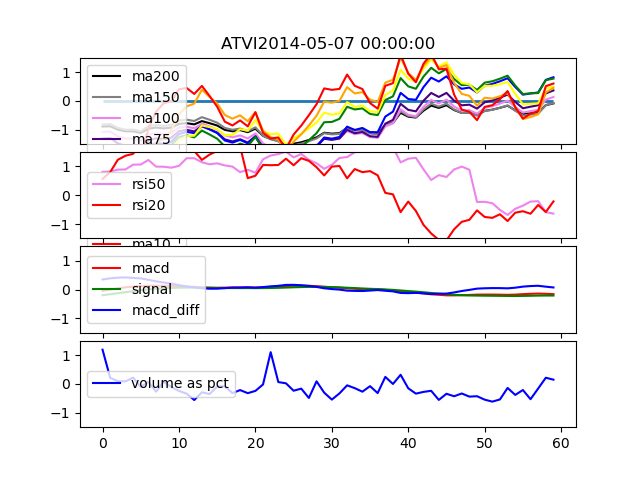 ATVI2014-05-07 00:00:00
1
0
−1
ma200
ma150
ma100
ma75
1
0
−1
rsi50
rsi20
ma10
1
0
−1
macd
signal
macd_diff
1
0
−1
volume as pct
0 10 20 30 40 50 60